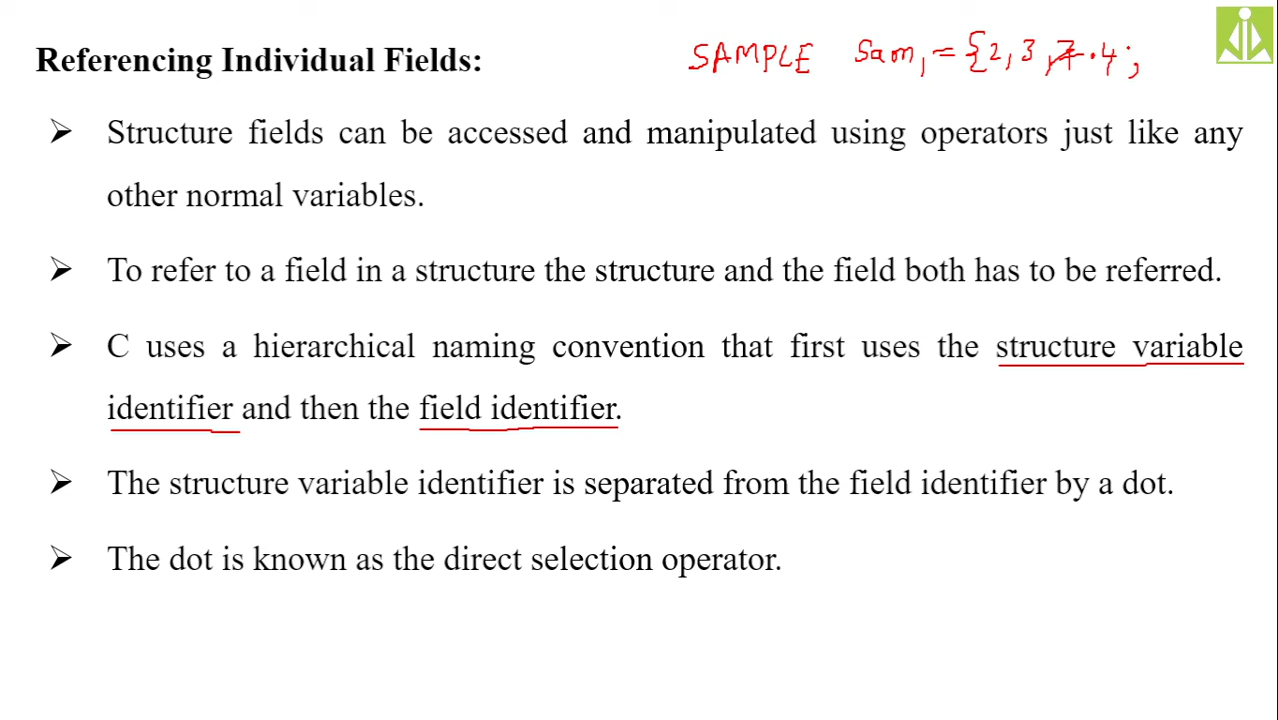 Referencing Individual Fields:
SAMPLE Sam1 = {2, 3, 7.4;
➢ Structure fields can be accessed and manipulated using operators just like any
other normal variables.
➢ To refer to a field in a structure the structure and the field both has to be referred.
➢ C uses a hierarchical naming convention that first uses the structure variable
identifier and then the field identifier.
➢ The structure variable identifier is separated from the field identifier by a dot.
➢ The dot is known as the direct selection operator.